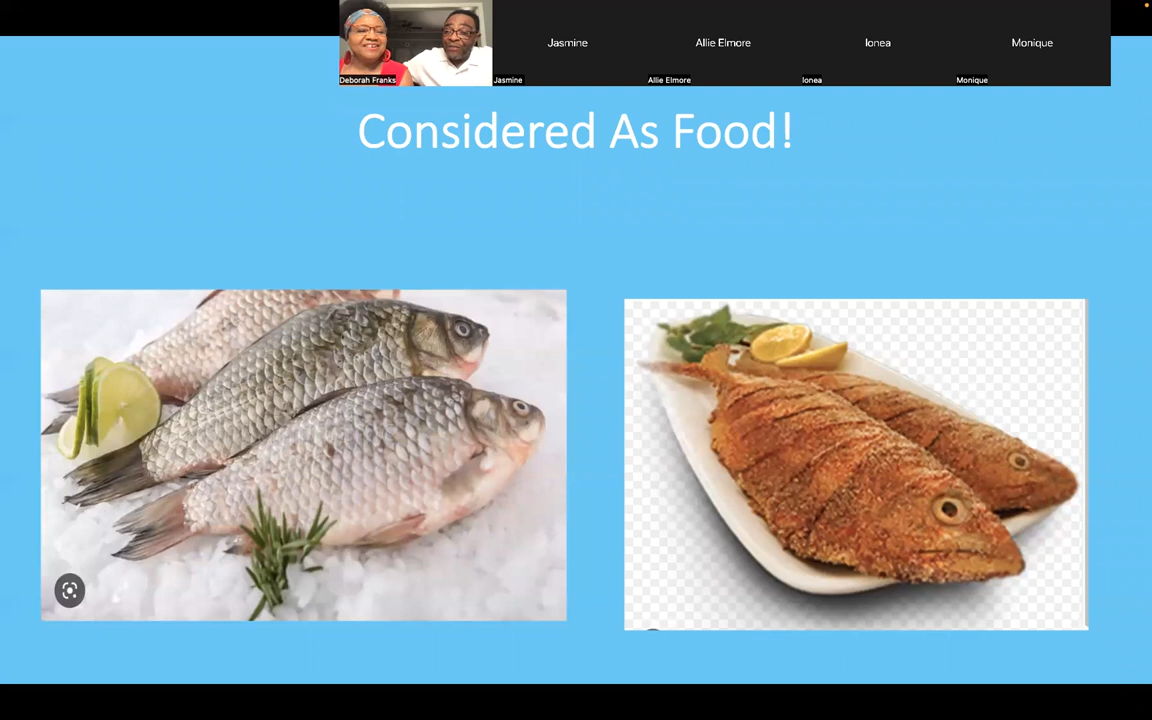 Jasmine
Allie Elmore
Ionea
Monique
Deborah Franks
Jasmine
Allie Elmore
Ionea
Monique
Considered As Food!